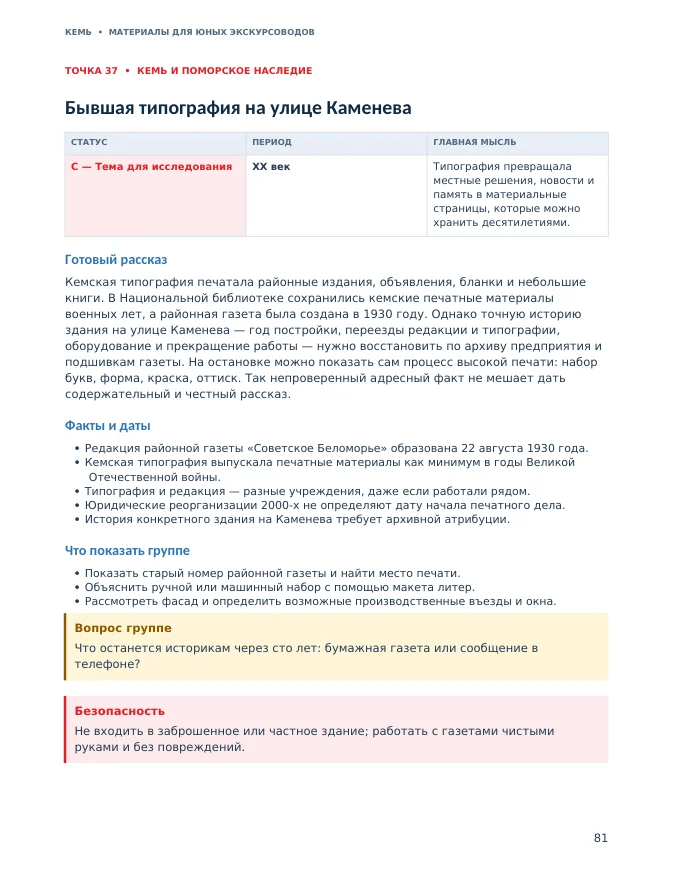 КЕМЬ • МАТЕРИАЛЫ ДЛЯ ЮНЫХ ЭКСКУРСОВОДОВ
ТОЧКА 37 • КЕМЬ И ПОМОРСКОЕ НАСЛЕДИЕ
Бывшая типография на улице Каменева
СТАТУС
ПЕРИОД
ГЛАВНАЯ МЫСЛЬ
С — Тема для исследования
XX век
Типография превращала
местные решения, новости и
память в материальные
страницы, которые можно
хранить десятилетиями.
Готовый рассказ
Кемская типография печатала районные издания, объявления, бланки и небольшие
книги. В Национальной библиотеке сохранились кемские печатные материалы
военных лет, а районная газета была создана в 1930 году. Однако точную историю
здания на улице Каменева — год постройки, переезды редакции и типографии,
оборудование и прекращение работы — нужно восстановить по архиву предприятия и
подшивкам газеты. На остановке можно показать сам процесс высокой печати: набор
букв, форма, краска, оттиск. Так непроверенный адресный факт не мешает дать
содержательный и честный рассказ.
Факты и даты
• Редакция районной газеты «Советское Беломорье» образована 22 августа 1930 года.
• Кемская типография выпускала печатные материалы как минимум в годы Великой
Отечественной войны.
• Типография и редакция — разные учреждения, даже если работали рядом.
• Юридические реорганизации 2000-х не определяют дату начала печатного дела.
• История конкретного здания на Каменева требует архивной атрибуции.
Что показать группе
• Показать старый номер районной газеты и найти место печати.
• Объяснить ручной или машинный набор с помощью макета литер.
• Рассмотреть фасад и определить возможные производственные въезды и окна.
Вопрос группе
Что останется историкам через сто лет: бумажная газета или сообщение в
телефоне?
Безопасность
Не входить в заброшенное или частное здание; работать с газетами чистыми
руками и без повреждений.
81